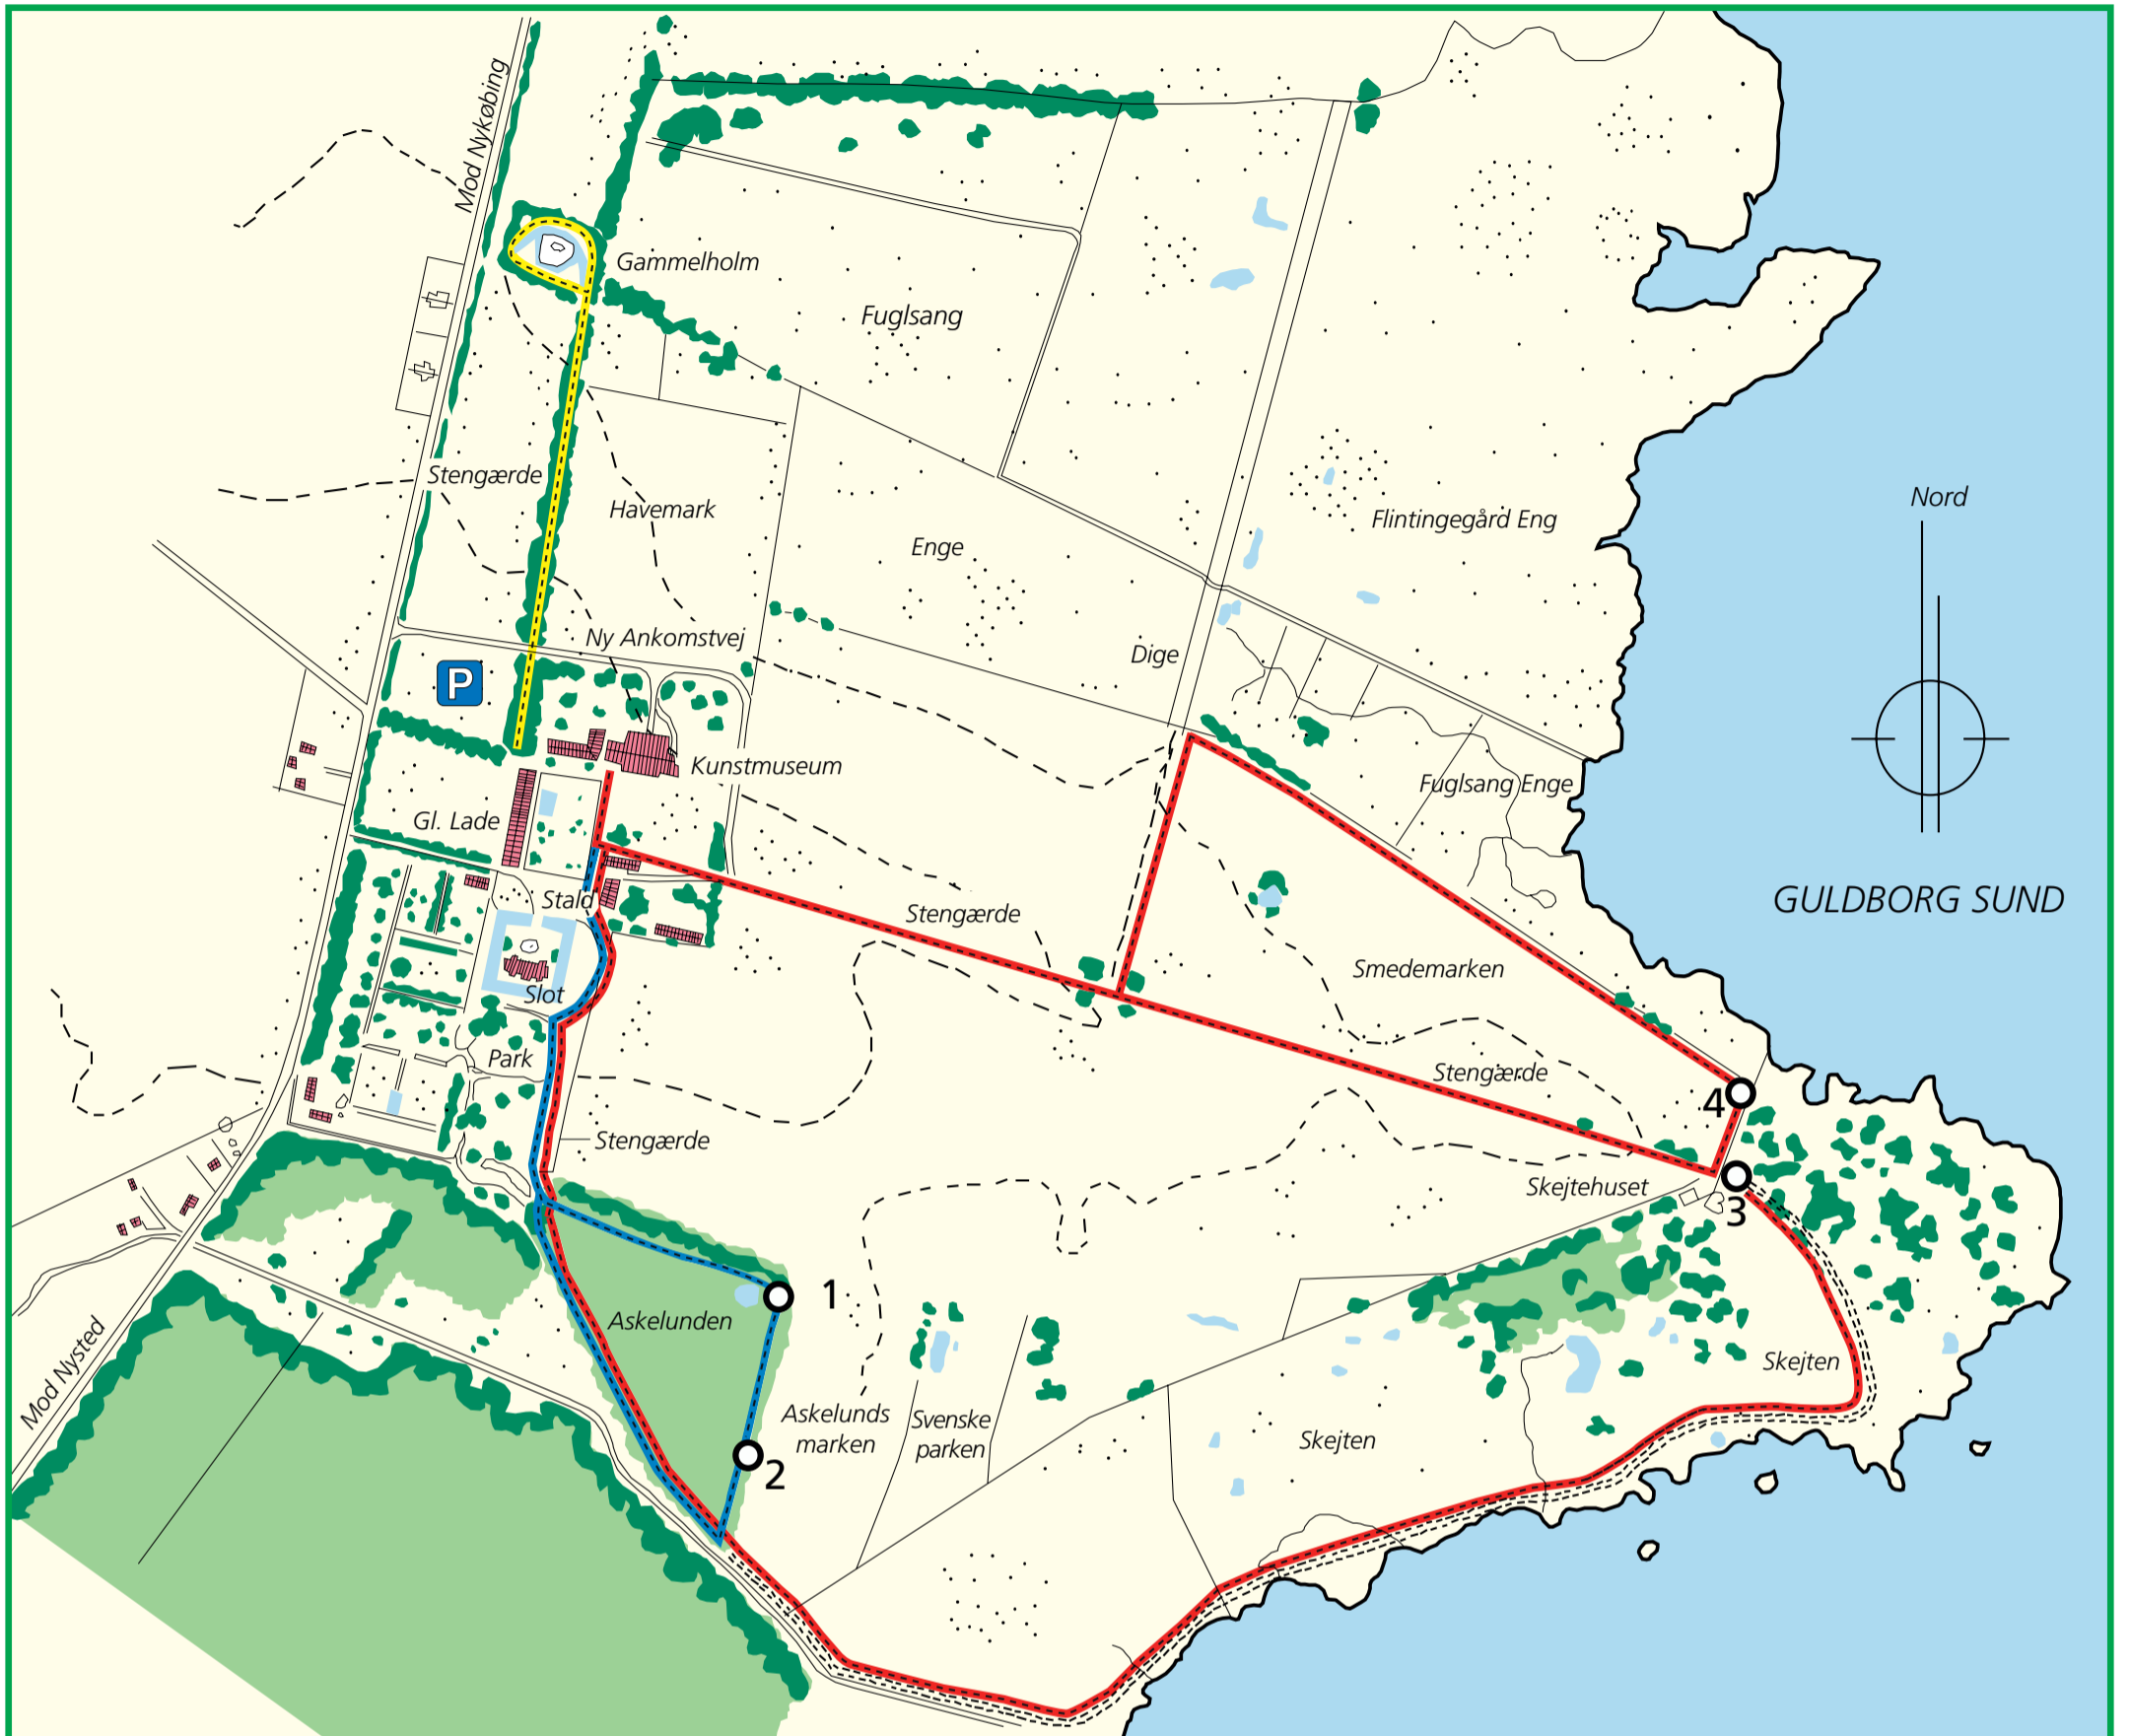 Mod Nykøbing
Gammelholm
Fuglsang
Stengærde
Havemark
Nord
Flintingegård Eng
Enge
Ny Ankomstvej
Dige
P
Kunstmuseum
Fuglsang Enge
Gl. Lade
GULDBORG SUND
Stald
Stengærde
Smedemarken
Slot
Park
Stengærde
4
Stengærde
Skejtehuset
3
1
Askelunden
Mod Nysted
Skejten
Askelunds
marken
Svenske
parken
Skejten
2